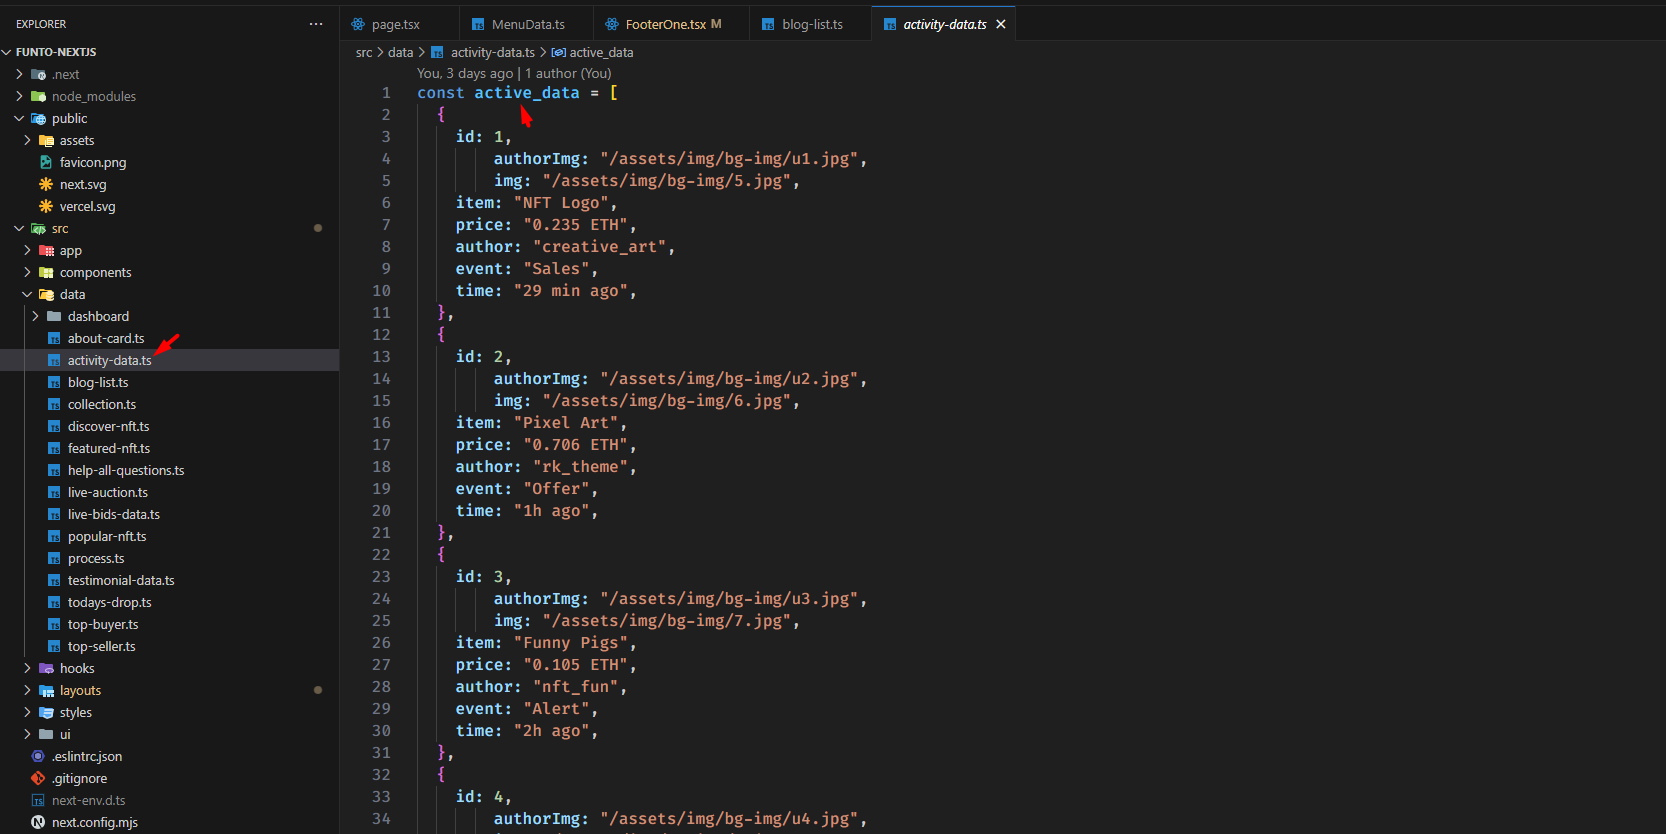 EXPLORER
FUNTO-NEXTJS
.next
node_modules
public
assets
favicon.png
next.svg
vercel.svg
src
app
components
data
dashboard
about-card.ts
activity-data.ts
blog-list.ts
collection.ts
discover-nft.ts
featured-nft.ts
help-all-questions.ts
live-auction.ts
live-bids-data.ts
popular-nft.ts
process.ts
testimonial-data.ts
todays-drop.ts
top-buyer.ts
top-seller.ts
hooks
layouts
styles
ui
.eslintrc.json
.gitignore
next-env.d.ts
next.config.mjs
page.tsx
MenuData.ts
FooterOne.tsx M
blog-list.ts
activity-data.ts
src > data > activity-data.ts > active_data
You, 3 days ago | 1 author (You)
1 const active_data = [
2 {
3 id: 1,
4 authorImg: "/assets/img/bg-img/u1.jpg",
5 img: "/assets/img/bg-img/5.jpg",
6 item: "NFT Logo",
7 price: "0.235 ETH",
8 author: "creative_art",
9 event: "Sales",
10 time: "29 min ago",
11 },
12 {
13 id: 2,
14 authorImg: "/assets/img/bg-img/u2.jpg",
15 img: "/assets/img/bg-img/6.jpg",
16 item: "Pixel Art",
17 price: "0.706 ETH",
18 author: "rk_theme",
19 event: "Offer",
20 time: "1h ago",
21 },
22 {
23 id: 3,
24 authorImg: "/assets/img/bg-img/u3.jpg",
25 img: "/assets/img/bg-img/7.jpg",
26 item: "Funny Pigs",
27 price: "0.105 ETH",
28 author: "nft_fun",
29 event: "Alert",
30 time: "2h ago",
31 },
32 {
33 id: 4,
34 authorImg: "/assets/img/bg-img/u4.jpg",